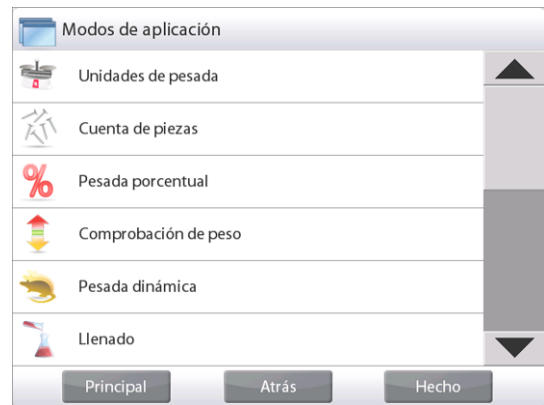 Modos de aplicación
Unidades de pesada
Cuenta de piezas
Pesada porcentual
Comprobación de peso
Pesada dinámica
Llenado
Principal Atrás Hecho